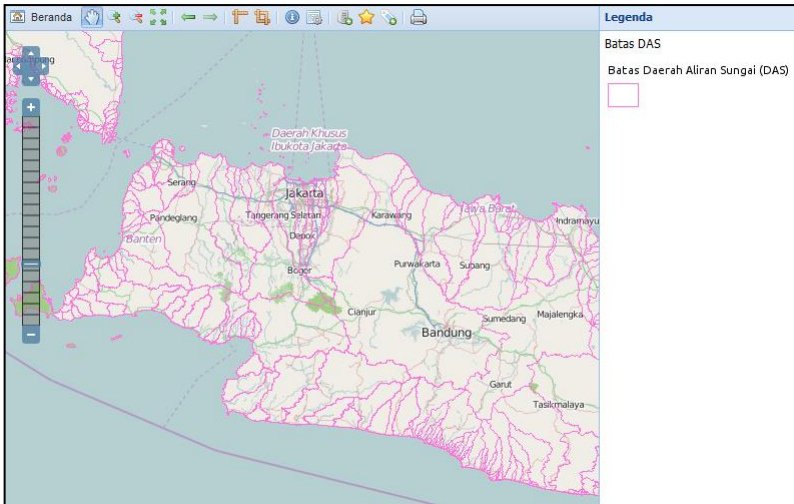 Beranda
Legenda
Batas DAS
Batas Daerah Aliran Sungai (DAS)
Daerah Khusus
Ibukota Jakarta
Serang
Jakarta
Pandeglang
Tangerang Selatan
Karawang
Jawa Barat
Indramayu
Banten
Depok
Bogor
Purwakarta
Subang
Cianjur
Sumedang
Majalengka
Bandung
Garut
Tasikmalaya